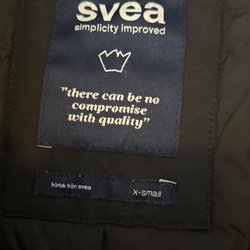 svea
simplicity improved
"there can be no
compromise
with quality"
kärlek från svea
x-small